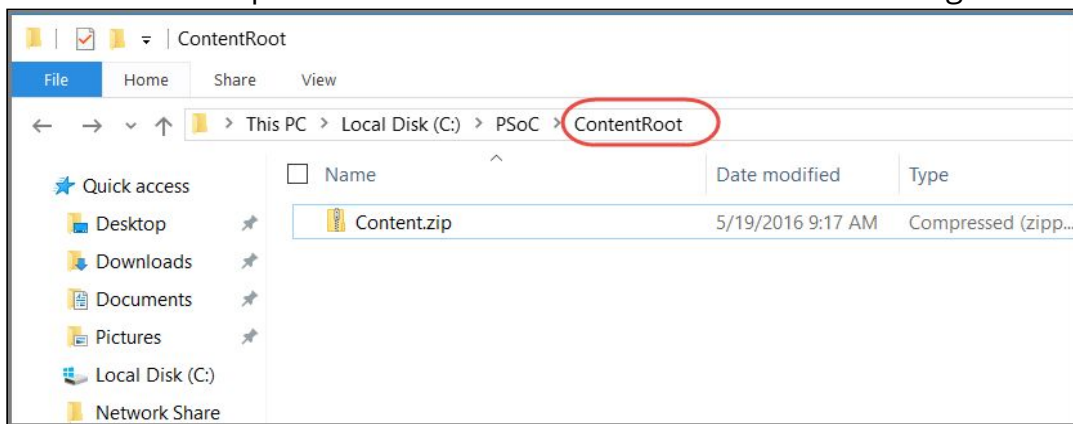 ContentRoot
File Home Share View
This PC > Local Disk (C:) > PSoC > ContentRoot
Name Date modified Type
Quick access
Desktop
Content.zip 5/19/2016 9:17 AM Compressed (zipp...
Downloads
Documents
Pictures
Local Disk (C:)
Network Share